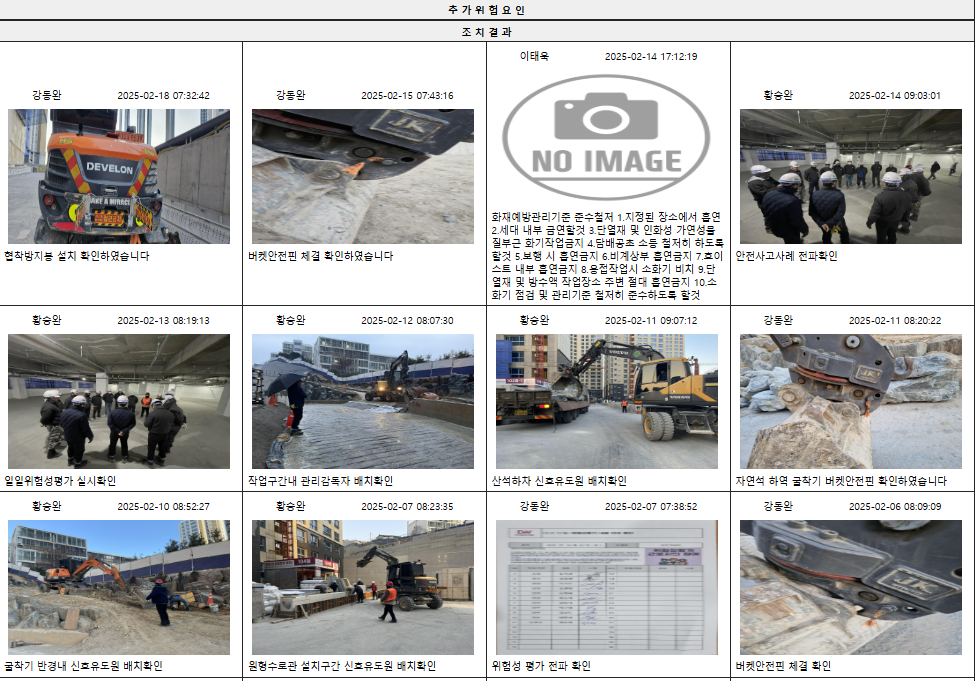 추 가 위 험 요 인
조 치 결 과
강동완 2025-02-18 07:32:42
DEVELON
협착방지봉 설치 확인하였습니다
강동완 2025-02-15 07:43:16
JK
버켓안전핀 체결 확인하였습니다
이태욱 2025-02-14 17:12:19
NO IMAGE
화재예방관리기준 준수철저 1.지정된 장소에서 흡연
2.세대 내부 금연할것 3.단열재 및 인화성 가연성물
질부근 화기작업금지 4.담배꽁초 소등 철저히 하도록
할것 5.보행 시 흡연금지 6.비계상부 흡연금지 7.호이
스트 내부 흡연금지 8.용접작업시 소화기 비치 9.단
열재 및 방수액 작업장소 주변 절대 흡연금지 10.소
화기 점검 및 관리기준 철저히 준수하도록 할것
황승완 2025-02-14 09:03:01
안전사고사례 전파확인
황승완 2025-02-13 08:19:13
일일위험성평가 실시확인
황승완 2025-02-12 08:07:30
작업구간내 관리감독자 배치확인
황승완 2025-02-11 09:07:12
산석하차 신호유도원 배치확인
강동완 2025-02-11 08:20:22
JK
자연석 하역 굴착기 버켓안전핀 확인하였습니다
황승완 2025-02-10 08:52:27
굴착기 반경내 신호유도원 배치확인
황승완 2025-02-07 08:23:35
원형수로관 설치구간 신호유도원 배치확인
강동완 2025-02-07 07:38:52
위험성 평가 전파 확인
강동완 2025-02-06 08:09:09
JK
버켓안전핀 체결 확인